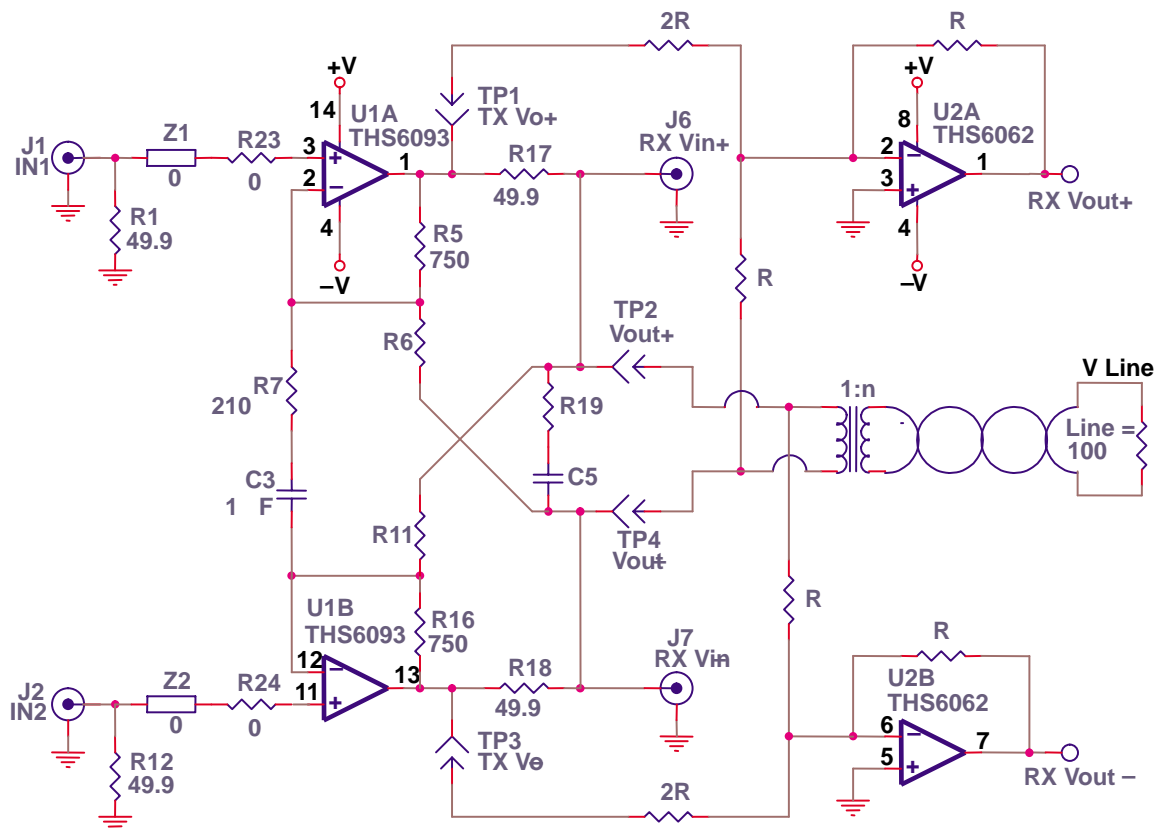 2R
R
+V
+V
TP1
TX Vo+
14
U1A
THS6093
J6
RX Vin+
8
U2A
THS6062
J1
IN1
Z1
0
R23
0
3
2
1
R17
49.9
2
3
1
RX Vout+
R1
49.9
4
R5
750
4
–V
–V
R
TP2
Vout+
R6
R7
210
V Line
1:n
R19
Line =
100
C3
1 F
C5
R11
TP4
Vout-
R
U1B
THS6093
R16
750
J7
RX Vin
R
U2B
THS6062
12
11
13
J2
IN2
Z2
0
R24
0
R18
49.9
6
5
7
RX Vout –
R12
49.9
TP3
2R